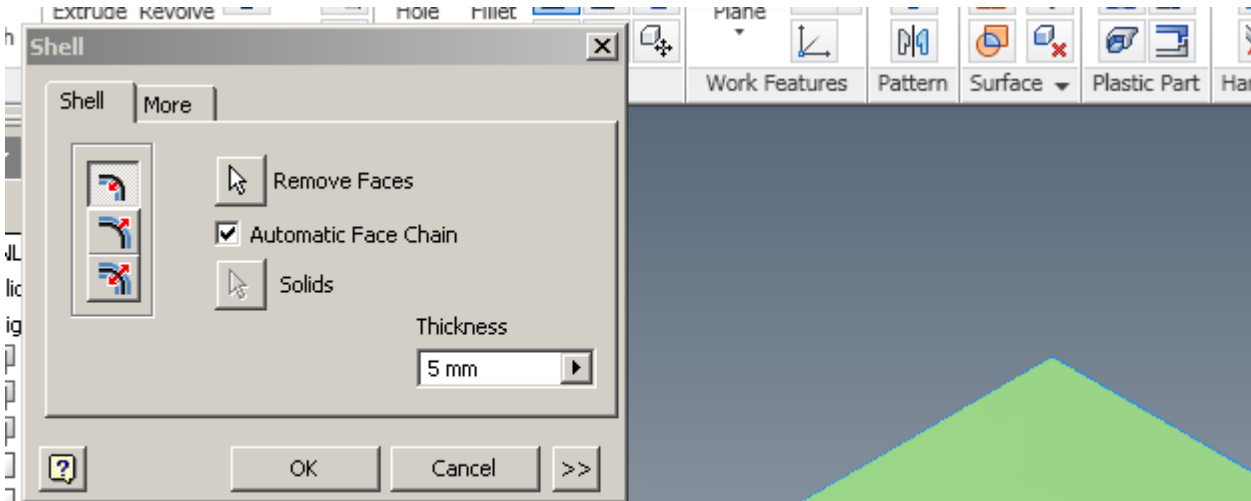 Extrude Revolve
Hole Fillet
Plane
Shell
Work Features
Pattern
Surface
Plastic Part
Har
Shell
More
Remove Faces
Automatic Face Chain
Solids
Thickness
5 mm
OK
Cancel
>>